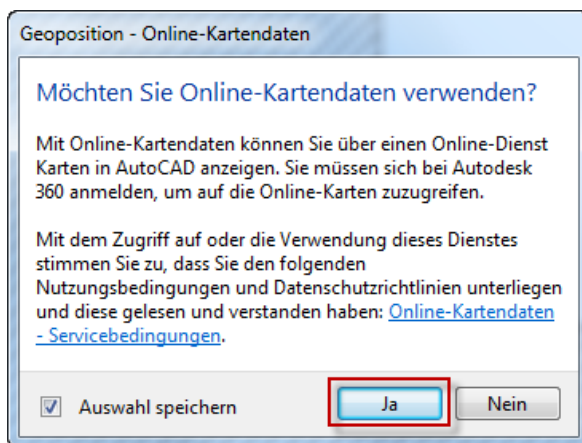 Geoposition - Online-Kartendaten
Möchten Sie Online-Kartendaten verwenden?
Mit Online-Kartendaten können Sie über einen Online-Dienst
Karten in AutoCAD anzeigen. Sie müssen sich bei Autodesk
360 anmelden, um auf die Online-Karten zuzugreifen.
Mit dem Zugriff auf oder die Verwendung dieses Dienstes
stimmen Sie zu, dass Sie den folgenden
Nutzungsbedingungen und Datenschutzrichtlinien unterliegen
und diese gelesen und verstanden haben: Online-Kartendaten
- Servicebedingungen.
Auswahl speichern Ja Nein